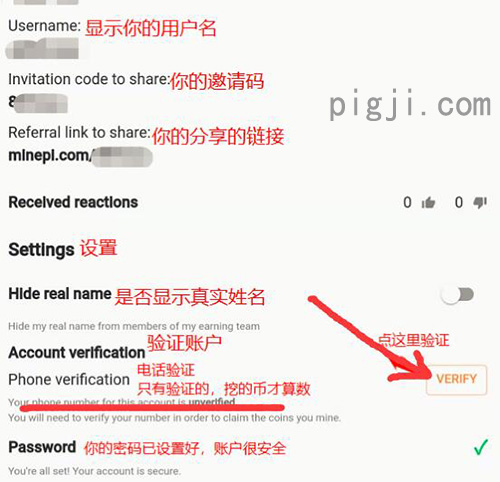 Username: 显示你的用户名
Invitation code to share: 你的邀请码
8
pigji.com
Referral link to share: 你的分享的链接
minepi.com/
Received reactions 0 0
Settings 设置
Hide real name 是否显示真实姓名
Hide my real name from members of my earning team
验证账户
点这里验证
Account verification
电话验证
Phone verification 只有验证的，挖的币才算数
VERIFY
Your phone number for this account is unverified.
You will need to verify your number in order to claim the coins you mine.
Password 你的密码已设置好，账户很安全
You're all set! Your account is secure.